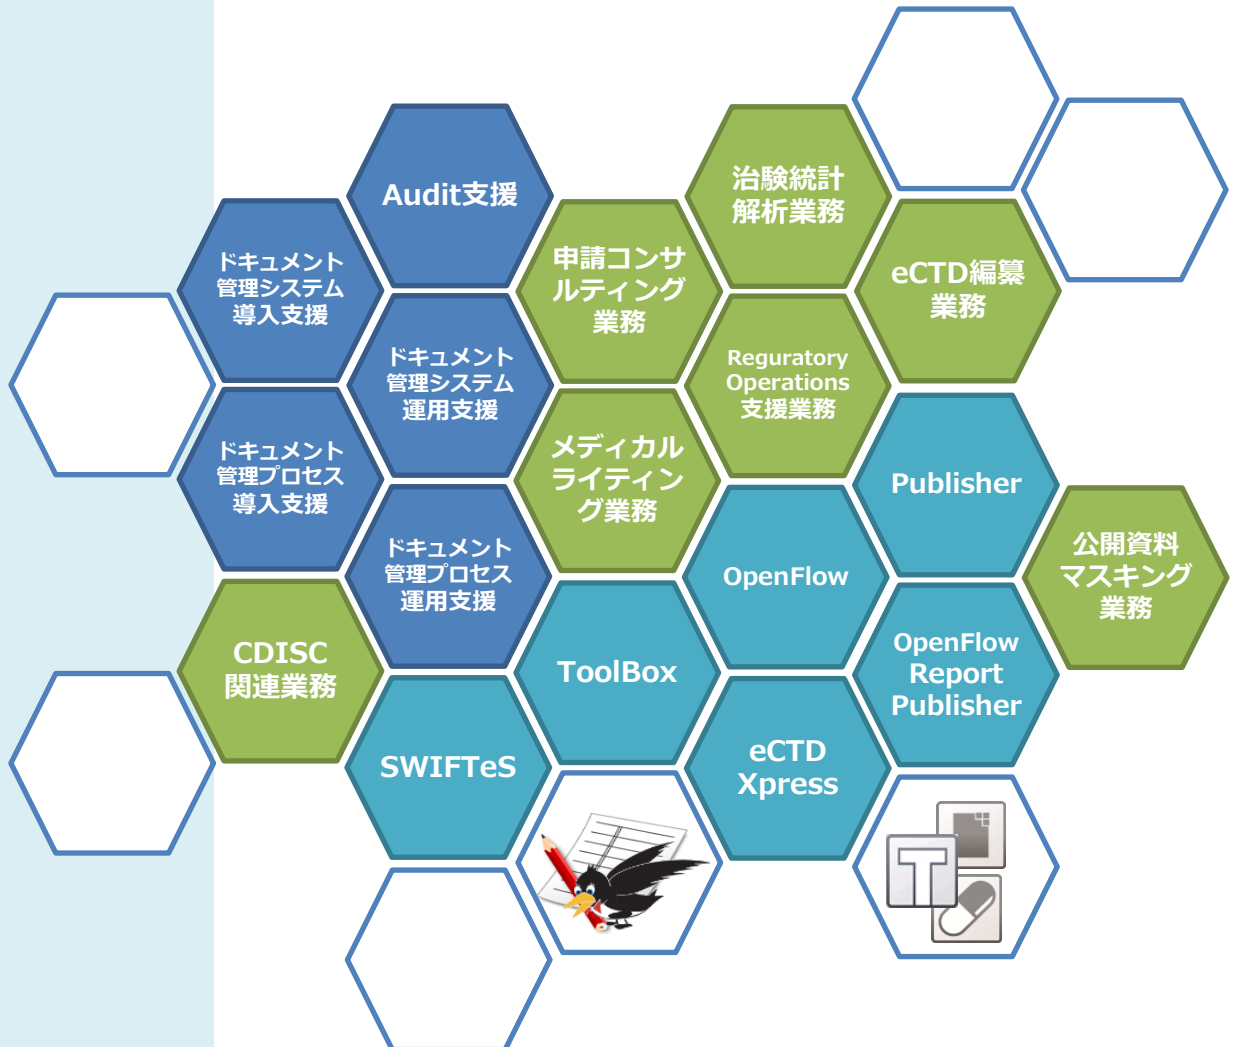 Audit支援
治験統計
解析業務
ドキュメント
管理システム
導入支援
申請コンサ
ルティング
業務
eCTD編纂
業務
ドキュメント
管理システム
運用支援
Reguratory
Operations
支援業務
ドキュメント
管理プロセス
導入支援
メディカル
ライティン
グ業務
Publisher
ドキュメント
管理プロセス
運用支援
OpenFlow
公開資料
マスキング
業務
CDISC
関連業務
ToolBox
OpenFlow
Report
Publisher
SWIFTeS
eCTD
Xpress
T